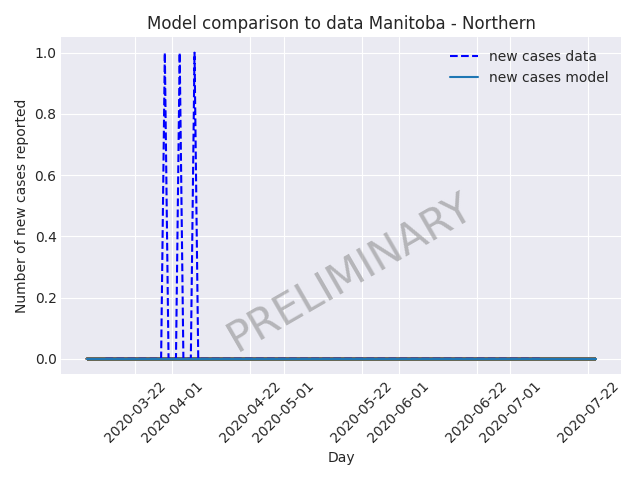 Model comparison to data Manitoba - Northern
new cases data
new cases model
Number of new cases reported
1.0
0.8
0.6
0.4
0.2
0.0
PRELIMINARY
2020-03-22
2020-04-01
2020-04-22
2020-05-01
2020-05-22
2020-06-01
2020-06-22
2020-07-01
2020-07-22
Day